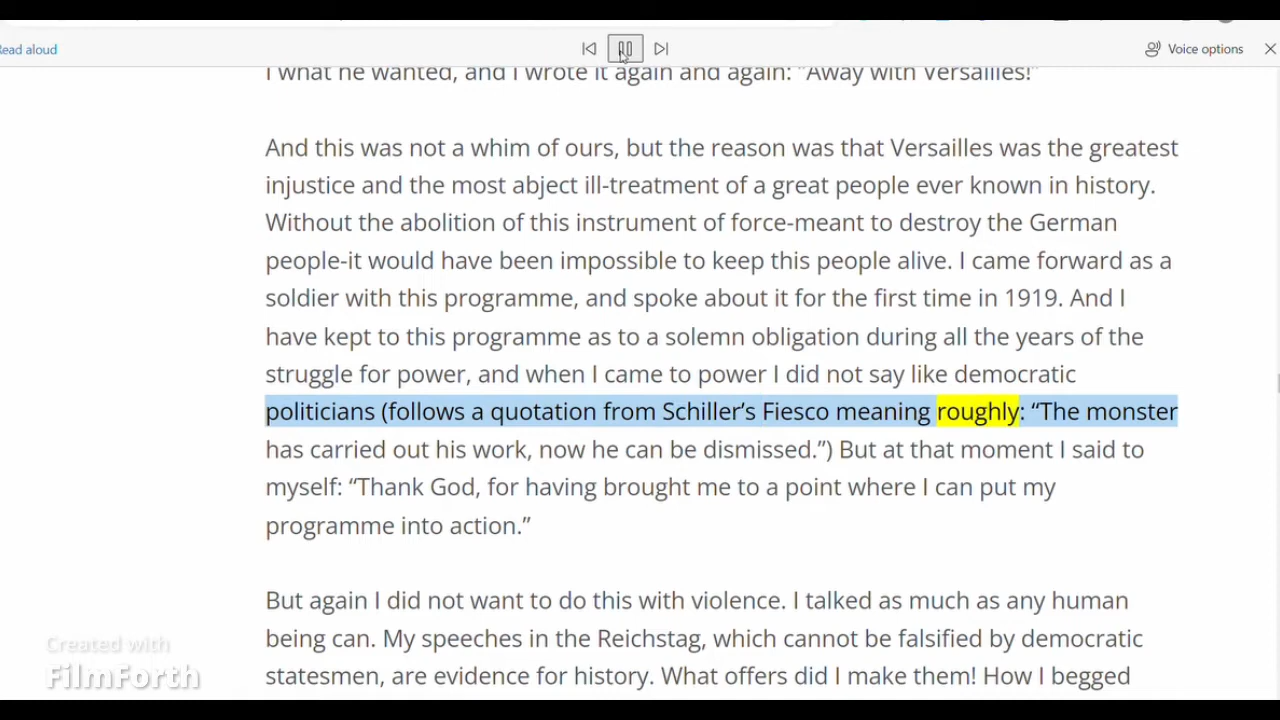 Read aloud
Voice options
I what he wanted, and I wrote it again and again: “Away with Versailles!”
And this was not a whim of ours, but the reason was that Versailles was the greatest
injustice and the most abject ill-treatment of a great people ever known in history.
Without the abolition of this instrument of force-meant to destroy the German
people-it would have been impossible to keep this people alive. I came forward as a
soldier with this programme, and spoke about it for the first time in 1919. And I
have kept to this programme as to a solemn obligation during all the years of the
struggle for power, and when I came to power I did not say like democratic
politicians (follows a quotation from Schiller’s Fiesco meaning roughly: “The monster
has carried out his work, now he can be dismissed.”) But at that moment I said to
myself: “Thank God, for having brought me to a point where I can put my
programme into action.”
But again I did not want to do this with violence. I talked as much as any human
being can. My speeches in the Reichstag, which cannot be falsified by democratic
statesmen, are evidence for history. What offers did I make them! How I begged
Created with
FilmForth